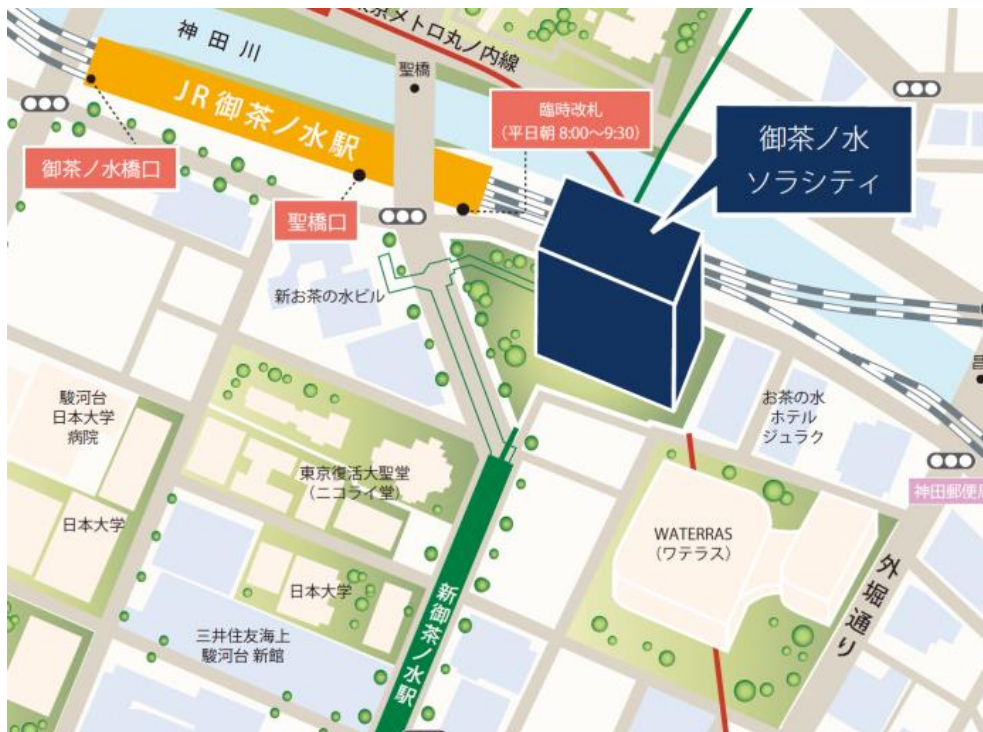 東京メトロ丸ノ内線
神田川
聖橋
JR御茶ノ水駅
臨時改札
(平日朝 8:00〜9:30)
御茶ノ水
ソラシティ
御茶ノ水橋口
聖橋口
新お茶の水ビル
駿河台
日本大学
病院
お茶の水
ホテル
ジュラク
東京復活大聖堂
(ニコライ堂)
神田郵便局
日本大学
WATERRAS
(ワテラス)
外堀通り
日本大学
新御茶ノ水駅
三井住友海上
駿河台 新館